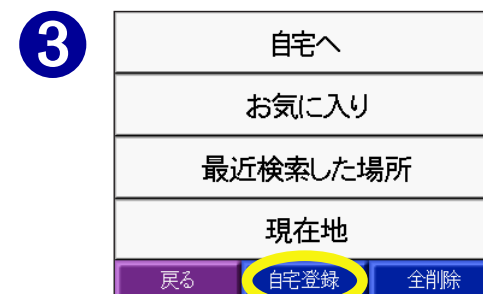 3
自宅へ
お気に入り
最近検索した場所
現在地
戻る 自宅登録 全削除